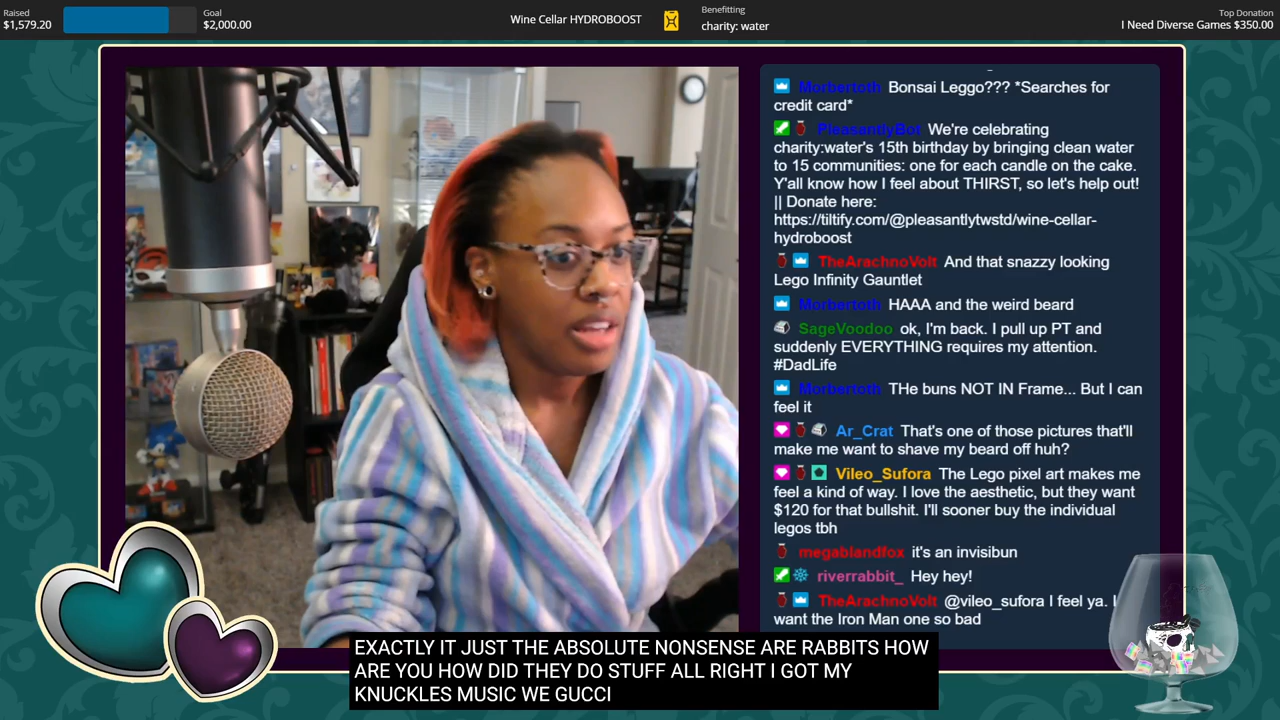 Raised
$1,579.20
Goal
$2,000.00
Wine Cellar HYDROBOOST
Benefitting
charity: water
Top Donation
I Need Diverse Games $350.00
Morbertoth Bonsai Leggo??? *Searches for
credit card*
PleasantlyBot We're celebrating
charity:water's 15th birthday by bringing clean water
to 15 communities: one for each candle on the cake.
Y'all know how I feel about THIRST, so let's help out!
|| Donate here:
https://tiltify.com/@pleasantlytwstd/wine-cellar-
hydroboost
TheArachnoVolt And that snazzy looking
Lego Infinity Gauntlet
Morbertoth HAAA and the weird beard
SageVoodoo ok, I'm back. I pull up PT and
suddenly EVERYTHING requires my attention.
#DadLife
Morbertoth THe buns NOT IN Frame... But I can
feel it
Ar_Crat That's one of those pictures that'll
make me want to shave my beard off huh?
Vileo_Sufora The Lego pixel art makes me
feel a kind of way. I love the aesthetic, but they want
$120 for that bullshit. I'll sooner buy the individual
legos tbh
megablandfox it's an invisibun
riverrabbit_ Hey hey!
TheArachnoVolt @vileo_sufora I feel ya. I
want the Iron Man one so bad
EXACTLY IT JUST THE ABSOLUTE NONSENSE ARE RABBITS HOW
ARE YOU HOW DID THEY DO STUFF ALL RIGHT I GOT MY
KNUCKLES MUSIC WE GUCCI